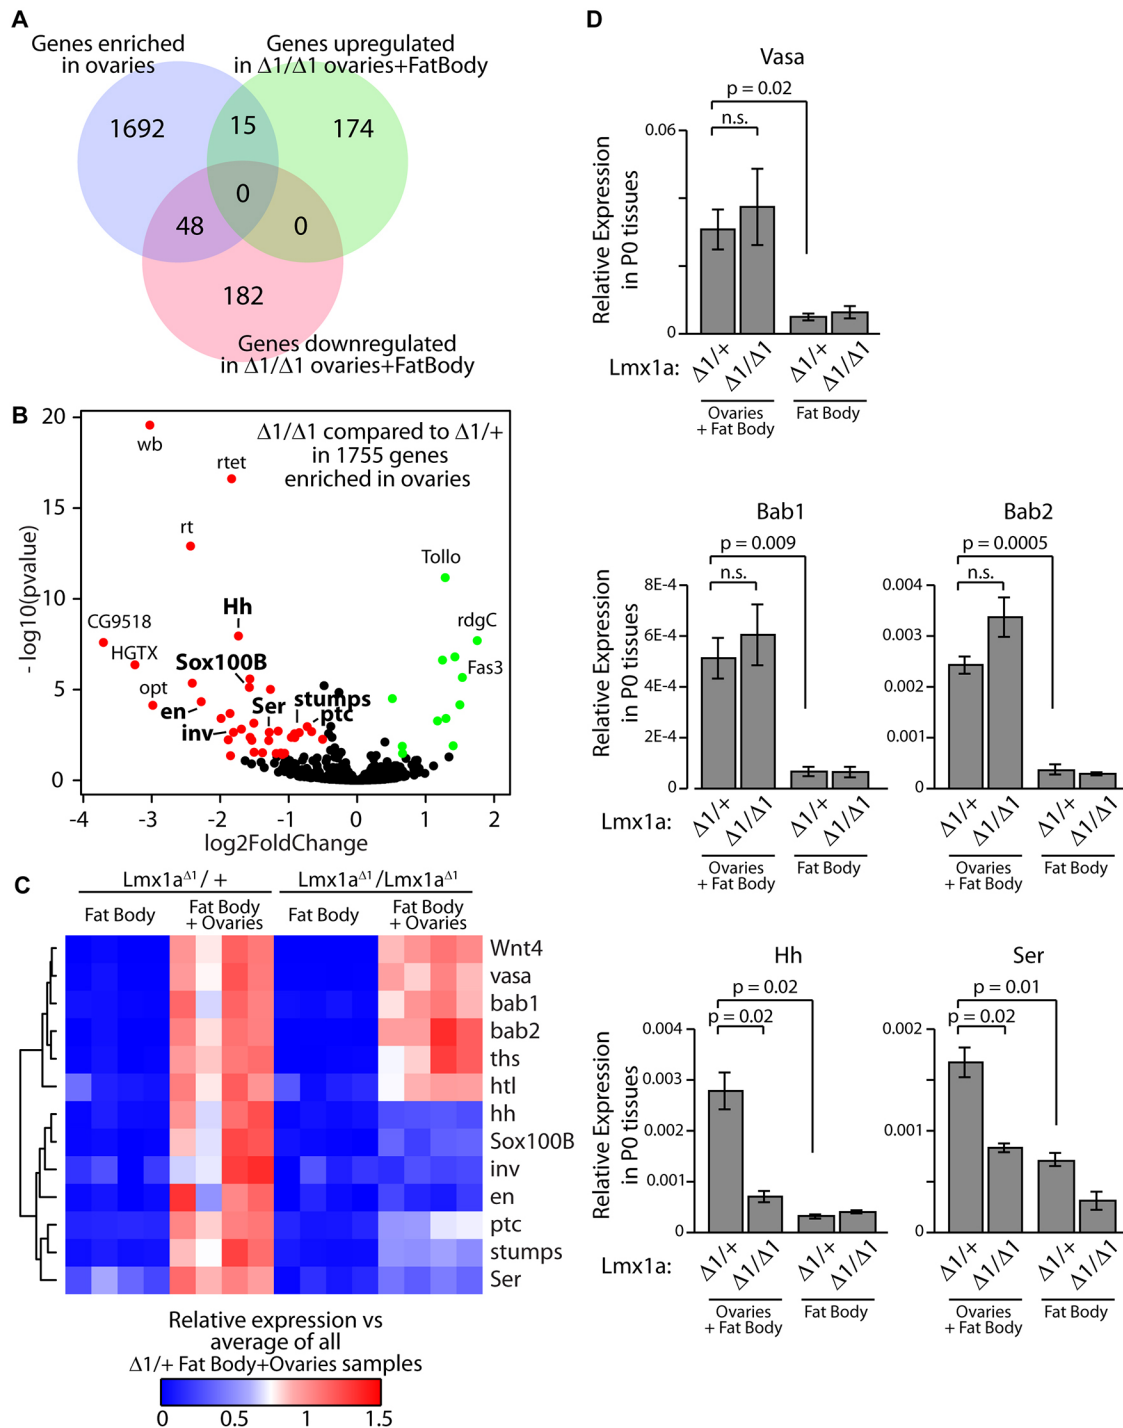 A
Genes enriched
in ovaries
Genes upregulated
in Δ1/Δ1 ovaries+FatBody
1692
15
174
0
48
0
182
Genes downregulated
in Δ1/Δ1 ovaries+FatBody
B
Δ1/Δ1 compared to Δ1/+
in 1755 genes
enriched in ovaries
- log10(pvalue)
20
15
10
5
0
wb
rtet
rt
Tollo
Hh
rdgC
CG9518
HGTX
Sox100B
Fas3
opt
en
Ser
stumps
ptc
inv
-4
-3
-2
-1
0
1
2
log2FoldChange
C
Lmx1a^Δ1 / +
Lmx1a^Δ1/Lmx1a^Δ1
Fat Body
Fat Body
+ Ovaries
Fat Body
Fat Body
+ Ovaries
Wnt4
vasa
bab1
bab2
ths
htl
hh
Sox100B
inv
en
ptc
stumps
Ser
Relative expression vs
average of all
Δ1/+ Fat Body+Ovaries samples
0
0.5
1
1.5
D
Vasa
p = 0.02
n.s.
0.06
0
Relative Expression
in P0 tissues
Lmx1a:
Δ1/+
Δ1/Δ1
Δ1/+
Δ1/Δ1
Ovaries
+ Fat Body
Fat Body
Bab1
p = 0.009
n.s.
8E-4
6E-4
4E-4
2E-4
0
Relative Expression
in P0 tissues
Lmx1a:
Δ1/+
Δ1/Δ1
Δ1/+
Δ1/Δ1
Ovaries
+ Fat Body
Fat Body
Bab2
p = 0.0005
n.s.
0.004
0.003
0.002
0.001
0
Δ1/+
Δ1/Δ1
Δ1/+
Δ1/Δ1
Ovaries
+ Fat Body
Fat Body
Hh
p = 0.02
p = 0.02
0.004
0.003
0.002
0.001
0
Relative Expression
in P0 tissues
Lmx1a:
Δ1/+
Δ1/Δ1
Δ1/+
Δ1/Δ1
Ovaries
+ Fat Body
Fat Body
Ser
p = 0.01
p = 0.02
0.002
0.001
0
Δ1/+
Δ1/Δ1
Δ1/+
Δ1/Δ1
Ovaries
+ Fat Body
Fat Body